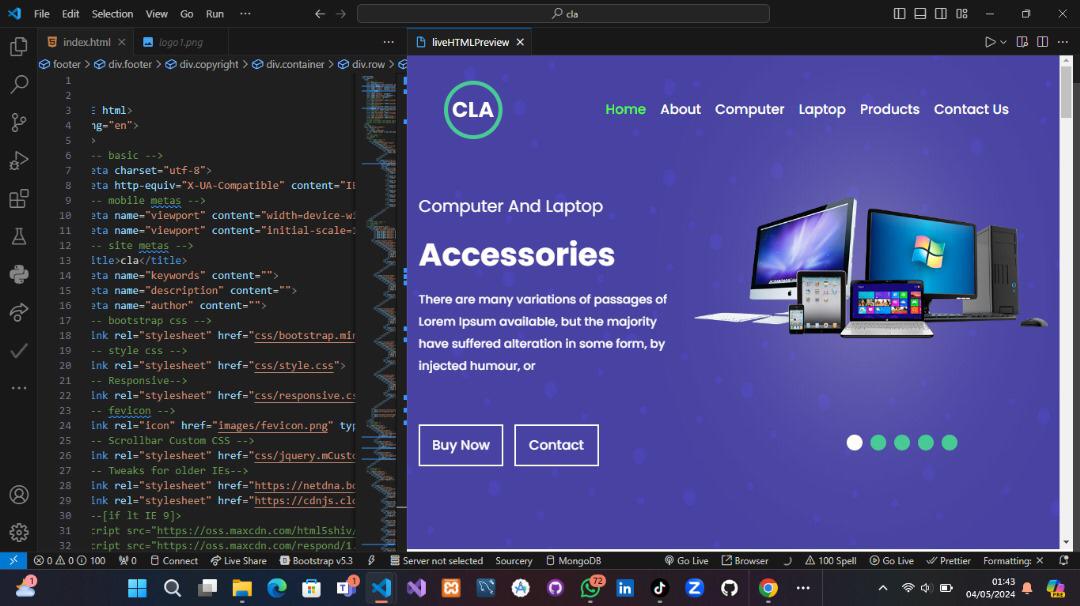 File Edit Selection View Go Run ··· cla
index.html logo1.png ···
liveHTMLPreview
footer > div.footer > div.copyright > div.container > div.row >
1
2
3 E html>
4 ng="en">
5 >
6 -- basic -->
7 eta charset="utf-8">
8 eta http-equiv="X-UA-Compatible" content="IE
9 -- mobile metas -->
10 eta name="viewport" content="width=device-wi
11 eta name="viewport" content="initial-scale=1
12 -- site metas -->
13 itle>cla</title>
14 eta name="keywords" content="">
15 eta name="description" content="">
16 eta name="author" content="">
17 -- bootstrap css -->
18 ink rel="stylesheet" href="css/bootstrap.min
19 -- style css -->
20 ink rel="stylesheet" href="css/style.css">
21 -- Responsive-->
22 ink rel="stylesheet" href="css/responsive.cs
23 -- fevicon -->
24 ink rel="icon" href="images/fevicon.png" typ
25 -- Scrollbar Custom CSS -->
26 ink rel="stylesheet" href="css/jquery.mCusto
27 -- Tweaks for older IEs-->
28 ink rel="stylesheet" href="https://netdna.bo
29 ink rel="stylesheet" href="https://cdnjs.clo
30 --[if lt IE 9]>
31 cript src="https://oss.maxcdn.com/html5shiv/
32 cript src="https://oss.maxcdn.com/respond/1.
CLA
Home About Computer Laptop Products Contact Us
Computer And Laptop
Accessories
There are many variations of passages of
Lorem Ipsum available, but the majority
have suffered alteration in some form, by
injected humour, or
Buy Now Contact
0 0 0 100 0 Connect Live Share Bootstrap v5.3 Server not selected Sourcery MongoDB Go Live Browser 100 Spell Go Live Prettier Formatting: ×
1 1 72 01:43
04/05/2024 PRE